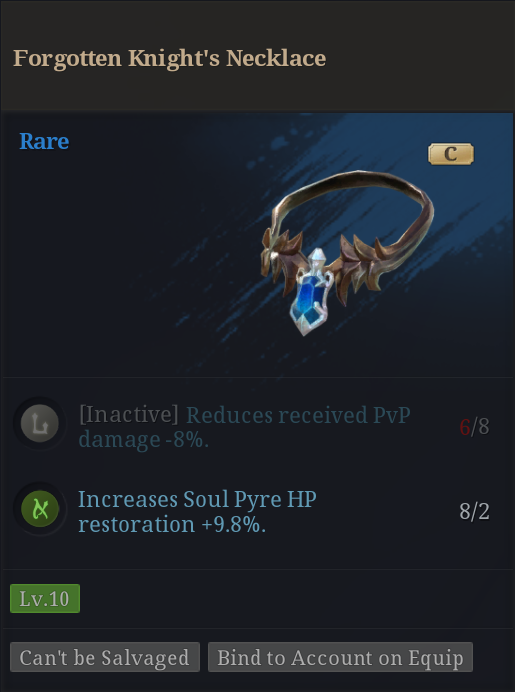 Forgotten Knight's Necklace
Rare
C
[Inactive] Reduces received PvP
damage -8%.
6/8
Increases Soul Pyre HP
restoration +9.8%.
8/2
Lv.10
Can't be Salvaged
Bind to Account on Equip